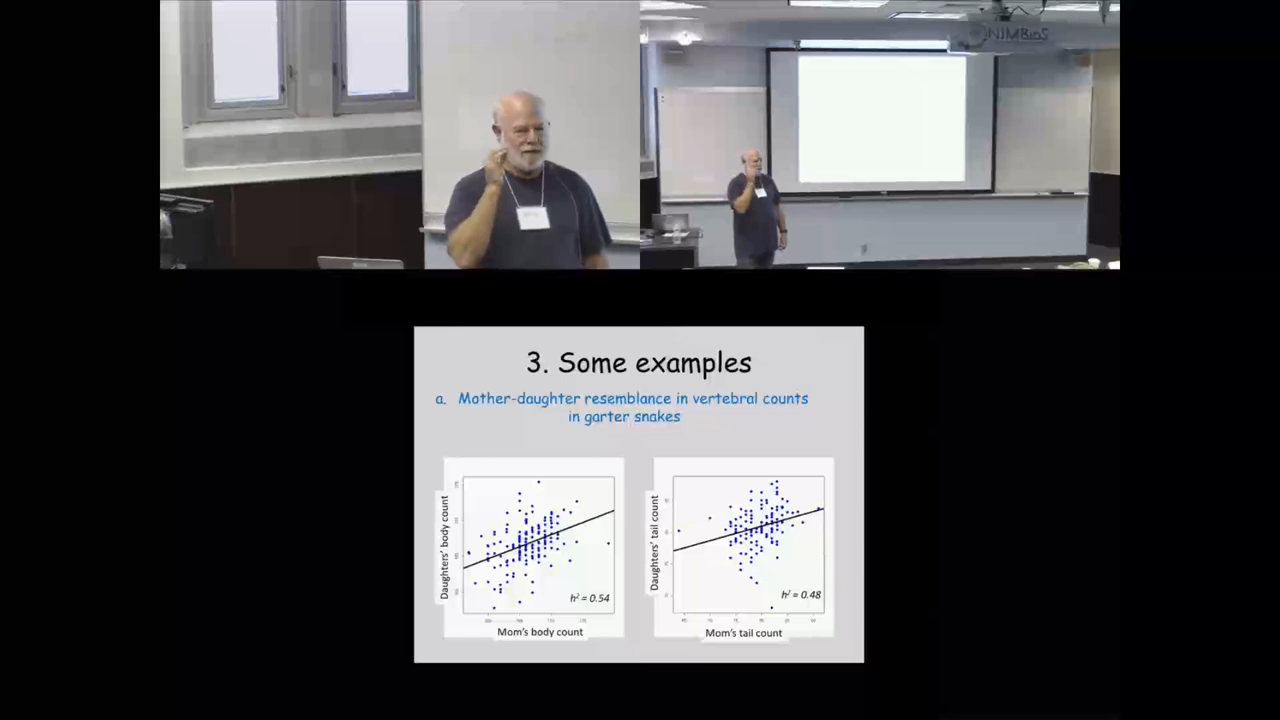 NIMBioS
3. Some examples
a. Mother-daughter resemblance in vertebral counts
in garter snakes
Daughters' body count
h² = 0.54
Mom's body count
Daughters' tail count
h² = 0.48
Mom's tail count